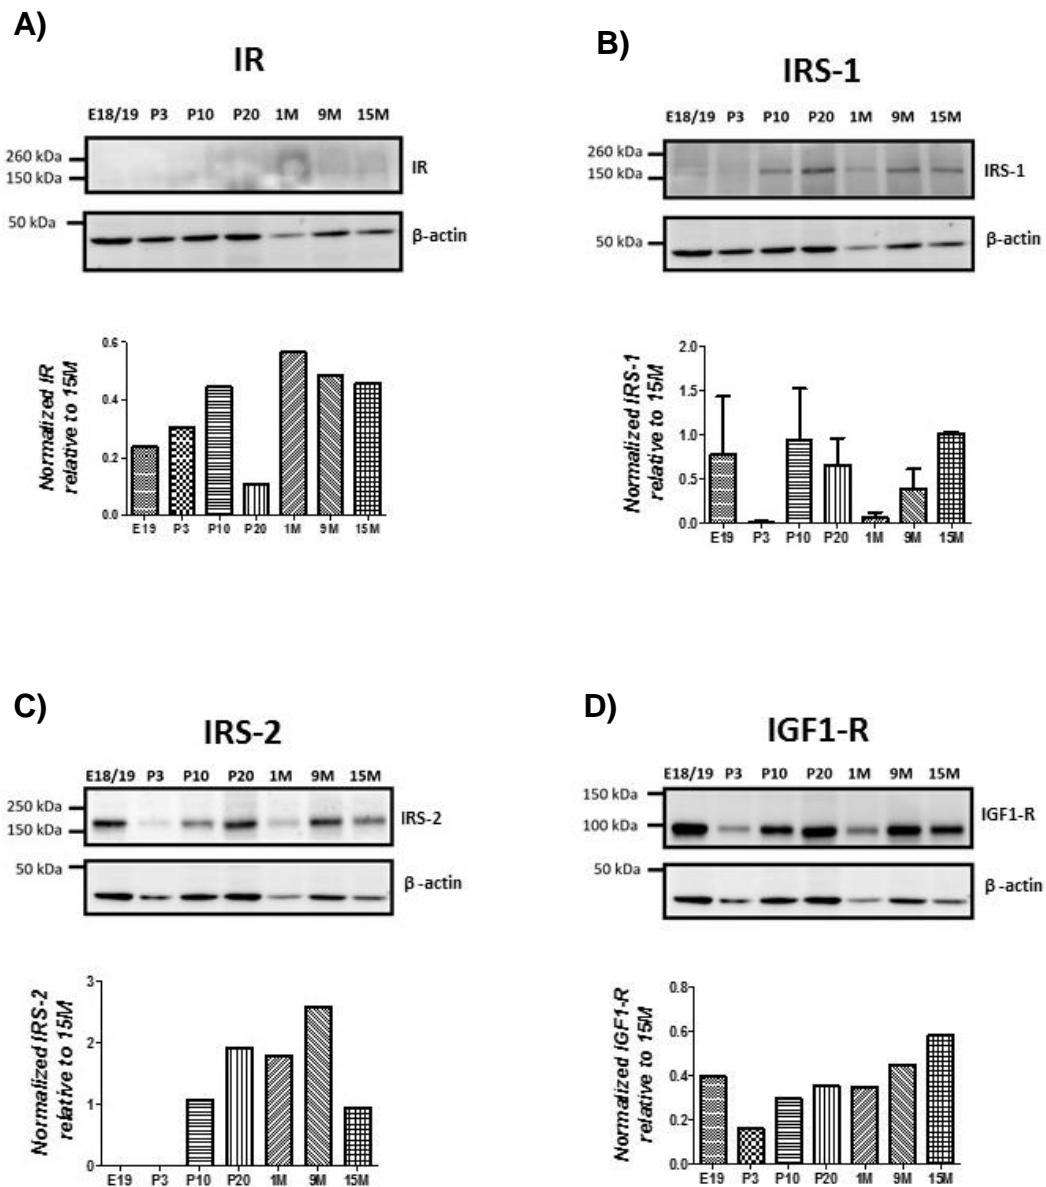 A)
IR
E18/19 P3 P10 P20 1M 9M 15M
260 kDa
150 kDa
IR
50 kDa
β-actin
Normalized IR
relative to 15M
0.6
0.4
0.2
0.0
E19 P3 P10 P20 1M 9M 15M
B)
IRS-1
E18/19 P3 P10 P20 1M 9M 15M
260 kDa
150 kDa
IRS-1
50 kDa
β-actin
Normalized IRS-1
relative to 15M
2.0
1.5
1.0
0.5
0.0
E19 P3 P10 P20 1M 9M 15M
C)
IRS-2
E18/19 P3 P10 P20 1M 9M 15M
250 kDa
150 kDa
IRS-2
50 kDa
β -actin
Normalized IRS-2
relative to 15M
3
2
1
0
E19 P3 P10 P20 1M 9M 15M
D)
IGF1-R
E18/19 P3 P10 P20 1M 9M 15M
150 kDa
100 kDa
IGF1-R
50 kDa
β -actin
Normalized IGF1-R
relative to 15M
0.8
0.6
0.4
0.2
0.0
E19 P3 P10 P20 1M 9M 15M